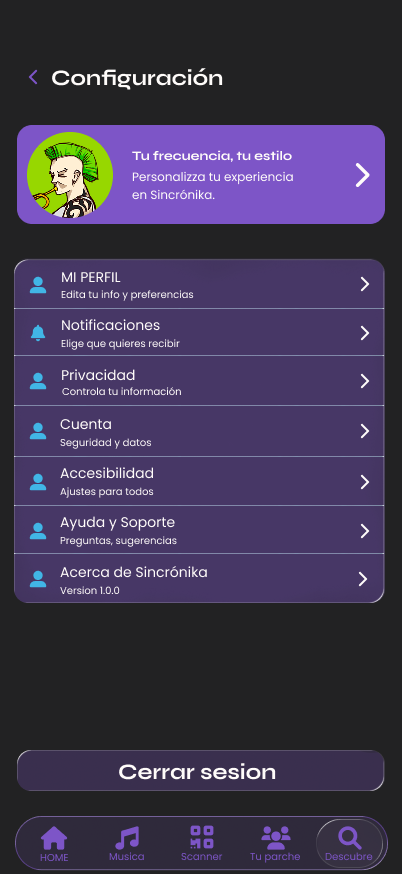 Configuración
Tu frecuencia, tu estilo
Personalizza tu experiencia
en Sincrónika.
MI PERFIL
Edita tu info y preferencias
Notificaciones
Elige que quieres recibir
Privacidad
Controla tu información
Cuenta
Seguridad y datos
Accesibilidad
Ajustes para todos
Ayuda y Soporte
Preguntas, sugerencias
Acerca de Sincrónika
Version 1.0.0
Cerrar sesion
HOME
Musica
Scanner
Tu parche
Descubre